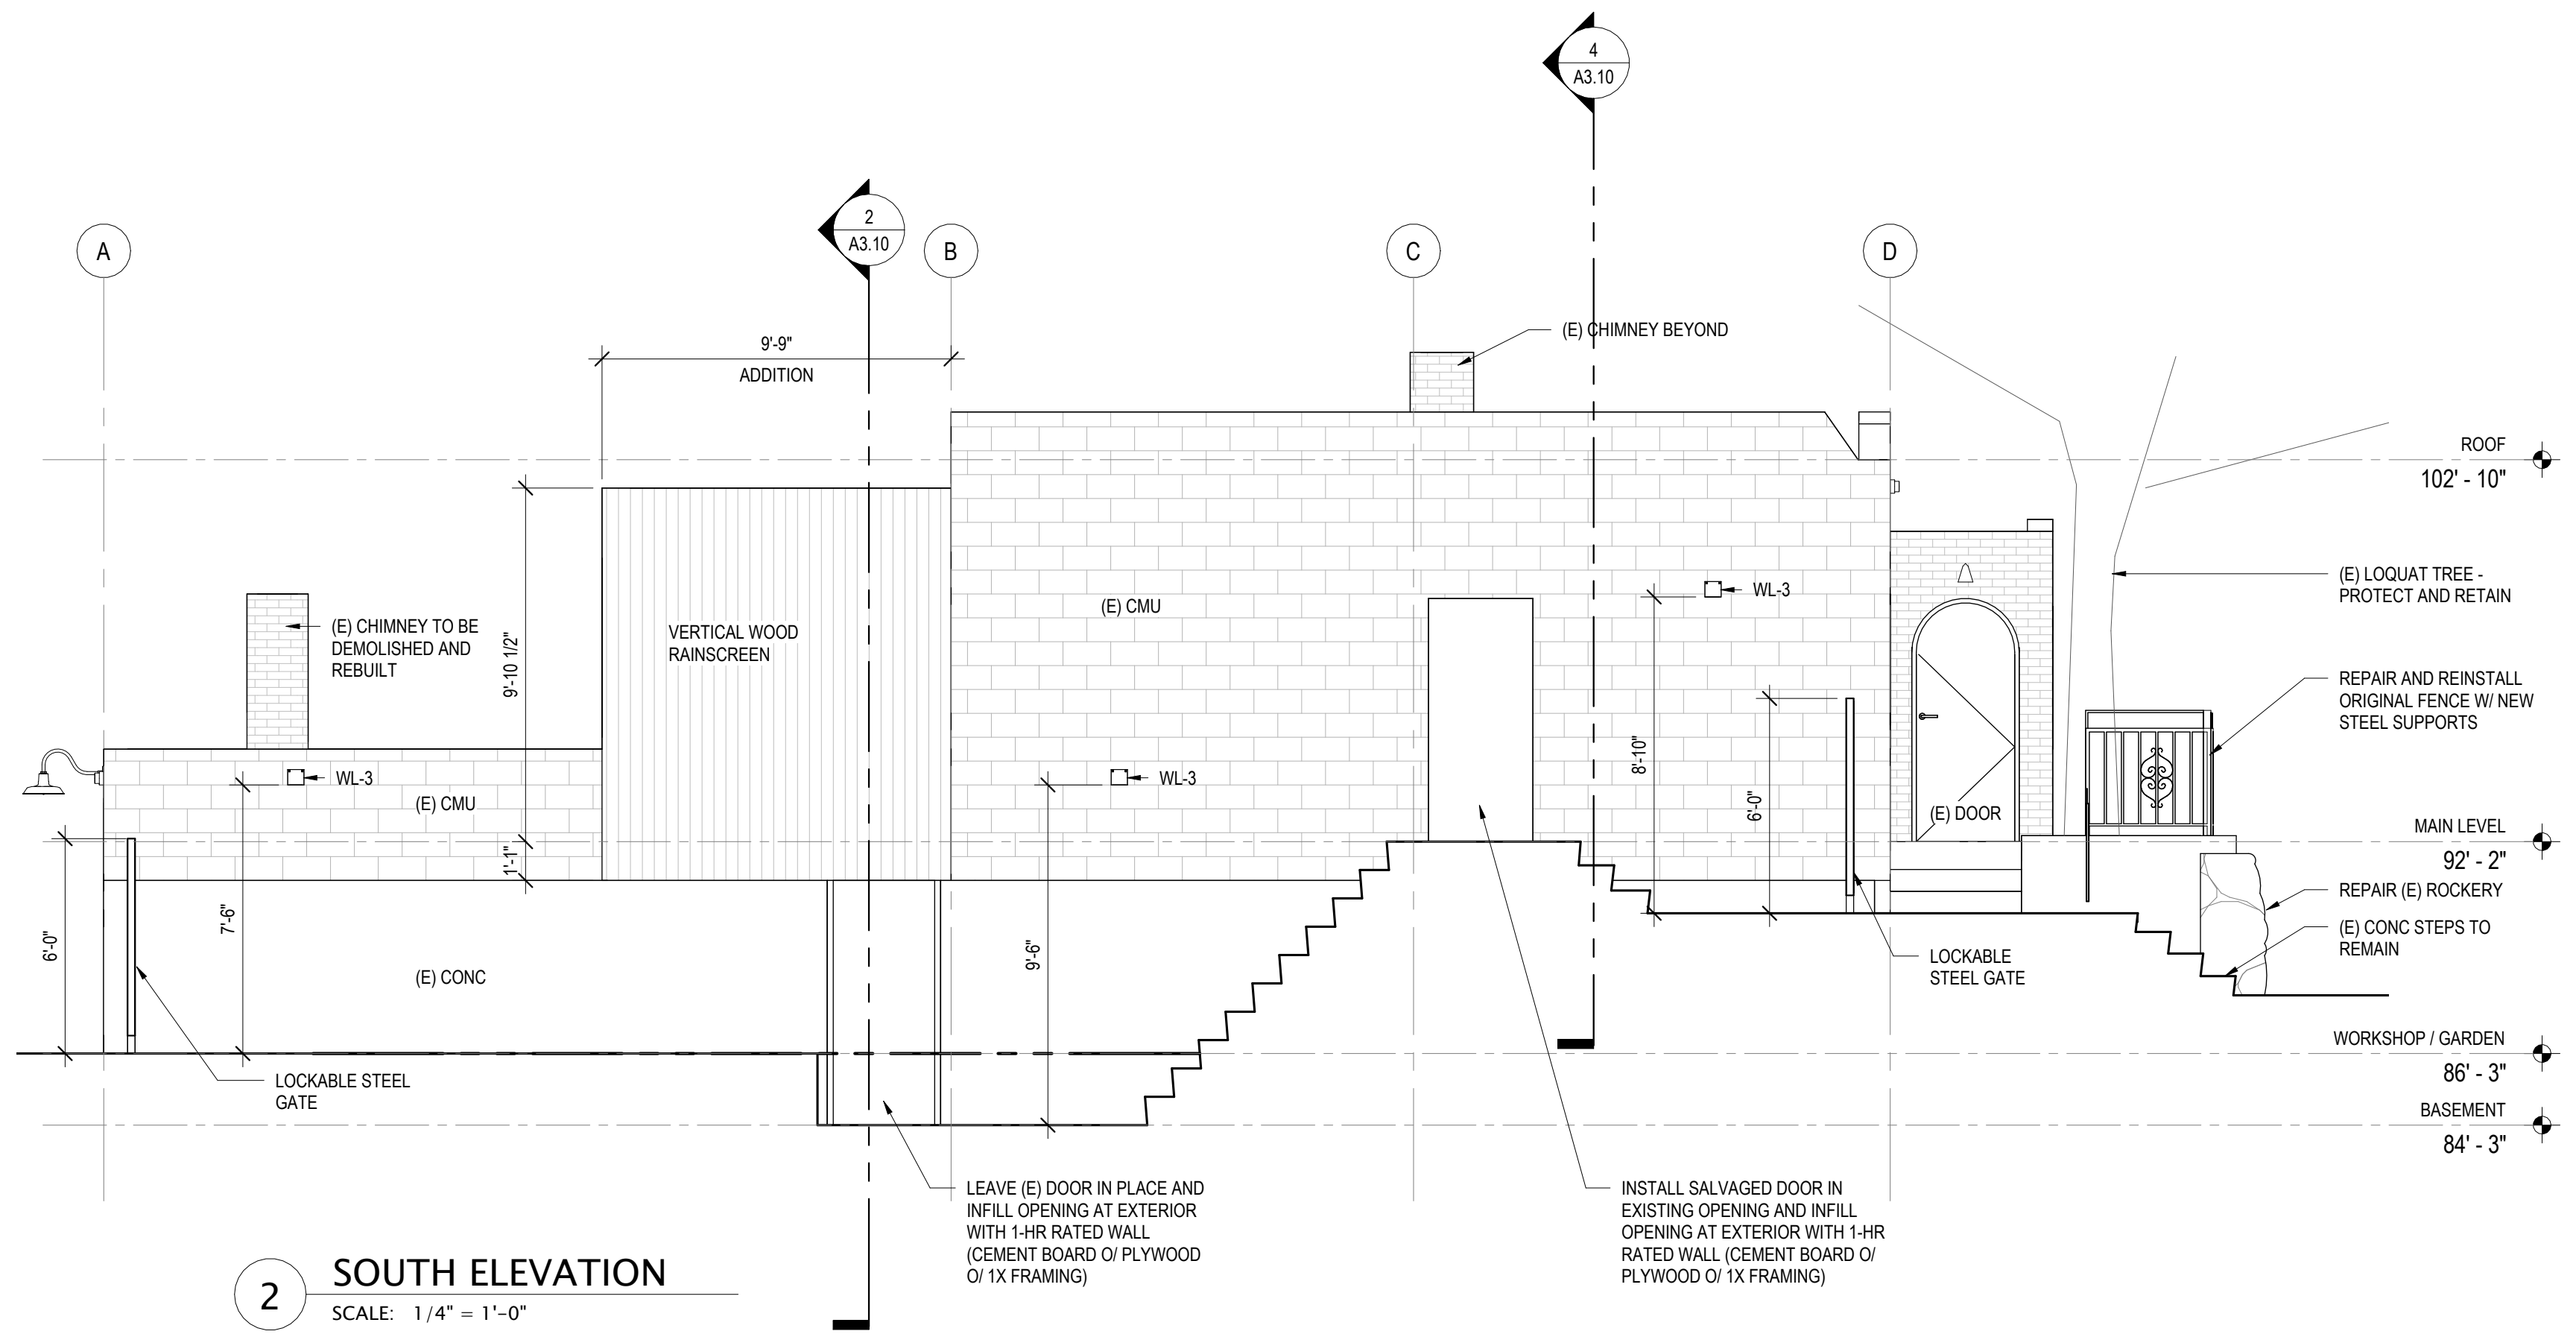 4
A3.10
2
A3.10
A
B
C
D
(E) CHIMNEY BEYOND
9'-9"
ADDITION
ROOF
102' - 10"
(E) LOQUAT TREE -
PROTECT AND RETAIN
WL-3
(E) CMU
(E) CHIMNEY TO BE
DEMOLISHED AND
REBUILT
9'-10 1/2"
VERTICAL WOOD
RAINSCREEN
REPAIR AND REINSTALL
ORIGINAL FENCE W/ NEW
STEEL SUPPORTS
8'-10"
WL-3
WL-3
(E) CMU
6'-0"
(E) DOOR
MAIN LEVEL
92' - 2"
1'-1"
REPAIR (E) ROCKERY
7'-6"
6'-0"
9'-6"
(E) CONC STEPS TO
REMAIN
LOCKABLE
STEEL GATE
(E) CONC
WORKSHOP / GARDEN
86' - 3"
LOCKABLE STEEL
GATE
BASEMENT
84' - 3"
LEAVE (E) DOOR IN PLACE AND
INFILL OPENING AT EXTERIOR
WITH 1-HR RATED WALL
(CEMENT BOARD O/ PLYWOOD
O/ 1X FRAMING)
INSTALL SALVAGED DOOR IN
EXISTING OPENING AND INFILL
OPENING AT EXTERIOR WITH 1-HR
RATED WALL (CEMENT BOARD O/
PLYWOOD O/ 1X FRAMING)
2
SOUTH ELEVATION
SCALE: 1/4" = 1'-0"